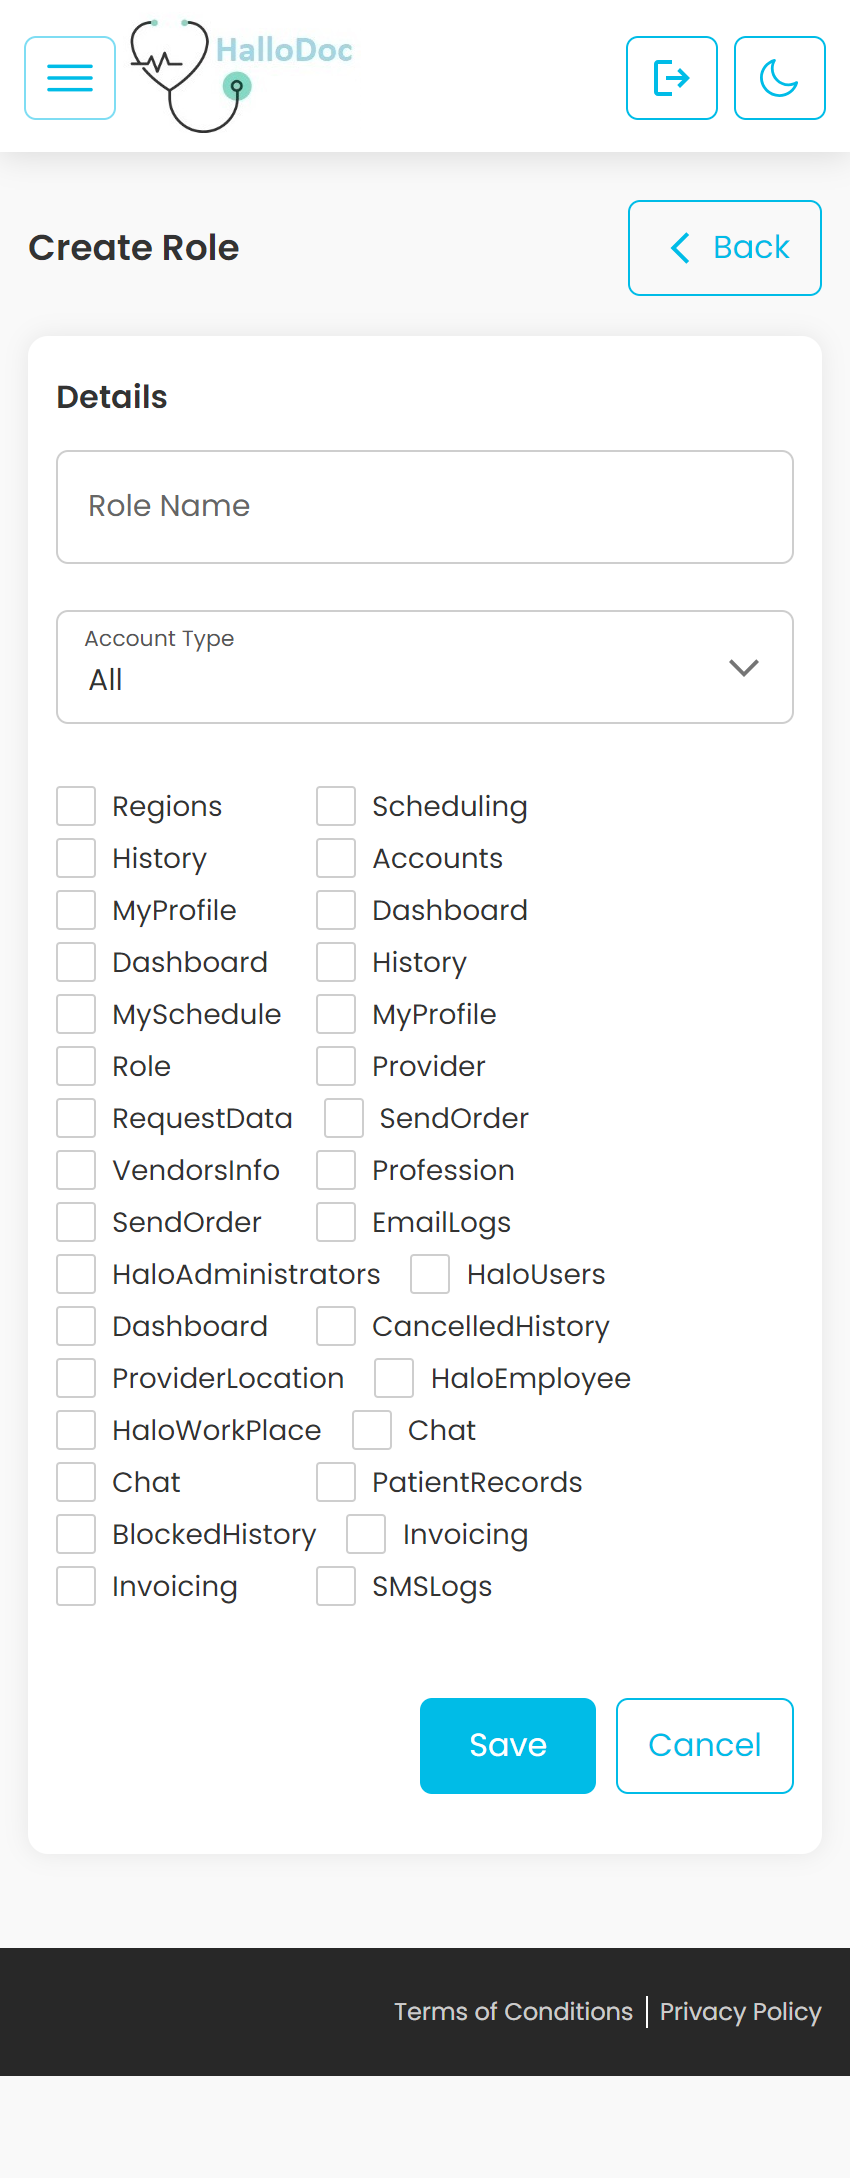 HalloDoc
Create Role
Back
Details
Role Name
Account Type
All
Regions Scheduling
History Accounts
MyProfile Dashboard
Dashboard History
MySchedule MyProfile
Role Provider
RequestData SendOrder
VendorsInfo Profession
SendOrder EmailLogs
HaloAdministrators HaloUsers
Dashboard CancelledHistory
ProviderLocation HaloEmployee
HaloWorkPlace Chat
Chat PatientRecords
BlockedHistory Invoicing
Invoicing SMSLogs
Save Cancel
Terms of Conditions | Privacy Policy